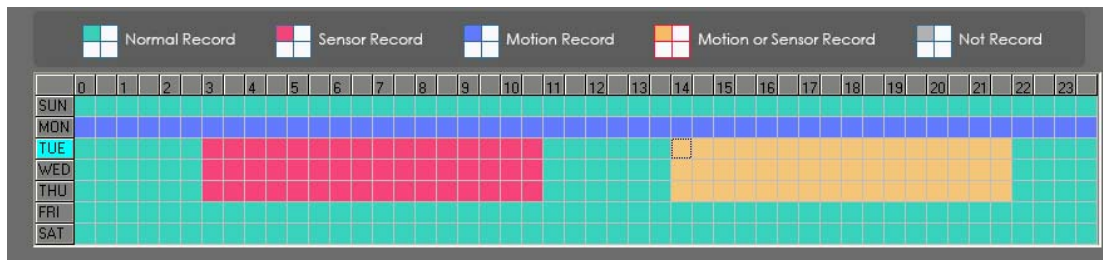 Normal Record Sensor Record Motion Record Motion or Sensor Record Not Record
0 1 2 3 4 5 6 7 8 9 10 11 12 13 14 15 16 17 18 19 20 21 22 23
SUN
MON
TUE
WED
THU
FRI
SAT